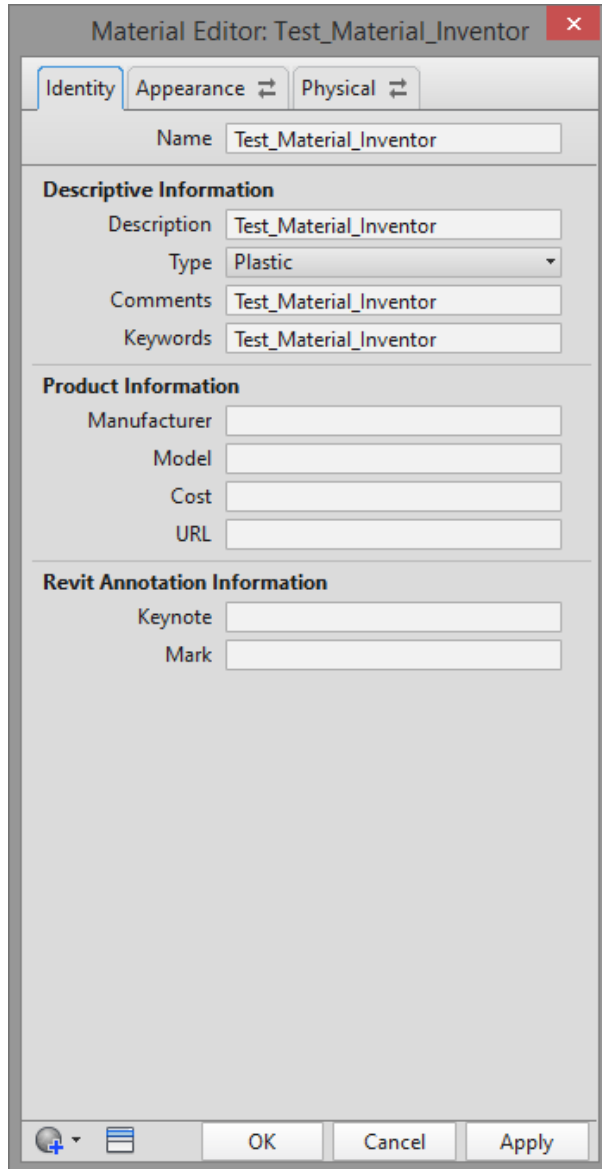 Material Editor: Test_Material_Inventor
Identity Appearance Physical
Name Test_Material_Inventor
Descriptive Information
Description Test_Material_Inventor
Type Plastic
Comments Test_Material_Inventor
Keywords Test_Material_Inventor
Product Information
Manufacturer
Model
Cost
URL
Revit Annotation Information
Keynote
Mark
OK Cancel Apply